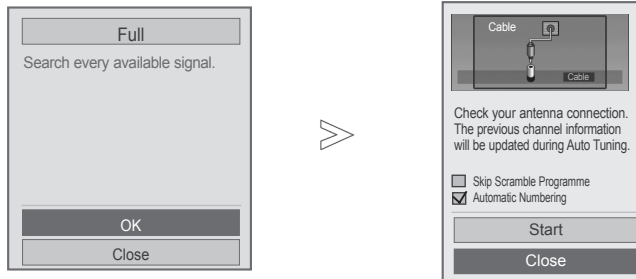 Full
Search every available signal.
OK
Close
Cable
Cable
Check your antenna connection.
The previous channel information
will be updated during Auto Tuning.
Skip Scramble Programme
Automatic Numbering
Start
Close